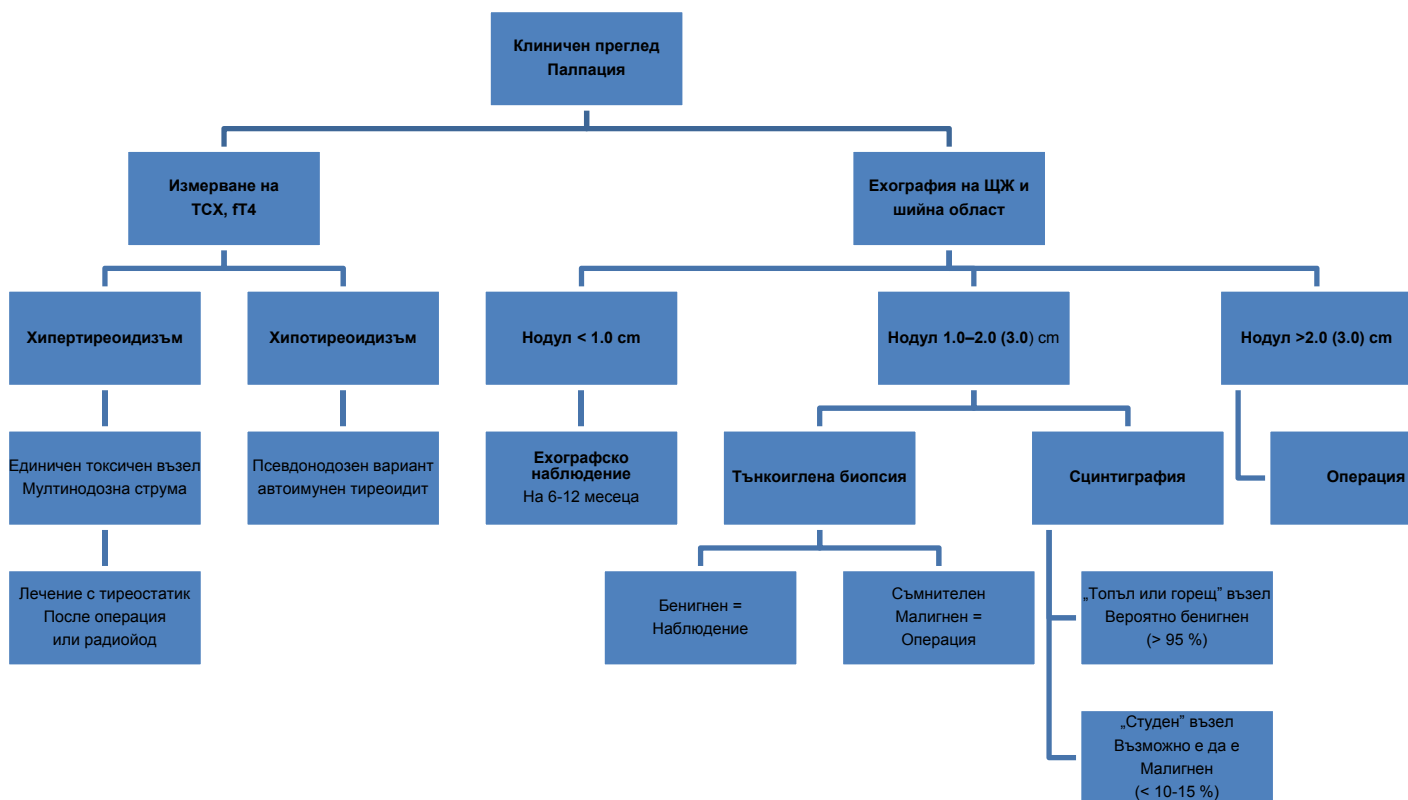 Клиничен преглед
Палпация
Измерване на
ТСХ, fT4
Ехография на ЩЖ и
шийна област
Хипертиреоидизъм
Хипотиреоидизъм
Нодул < 1.0 cm
Нодул 1.0–2.0 (3.0) cm
Нодул >2.0 (3.0) cm
Единичен токсичен възел
Мултинодозна струма
Псевдонодозен вариант
автоимунен тиреоидит
Ехографско
наблюдение
На 6-12 месеца
Тънкоиглена биопсия
Сцинтиграфия
Операция
Лечение с тиреостатик
После операция
или радиойод
Бенигнен =
Наблюдение
Съмнителен
Малигнен =
Операция
„Топъл или горещ” възел
Вероятно бенигнен
(> 95 %)
„Студен” възел
Възможно е да е
Малигнен
(< 10-15 %)